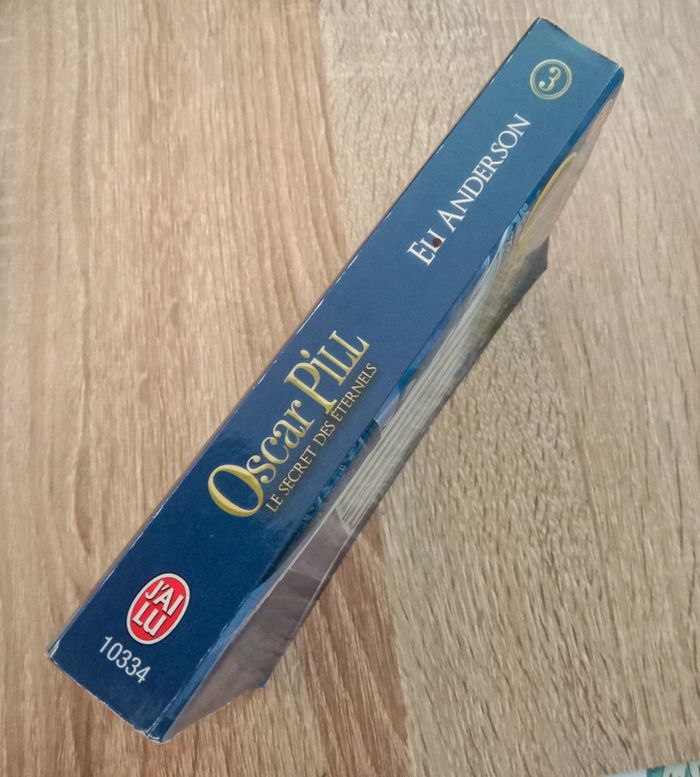 3
ELI ANDERSON
Oscar PiLL
LE SECRET DES ÉTERNELS
J'AI
LU
10334